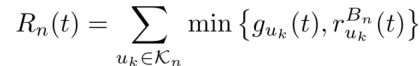 $R_n(t) = \sum_{u_k \in \mathcal{K}_n} \min \left\{ g_{u_k}(t), r_{u_k}^{B_n}(t) \right\}$